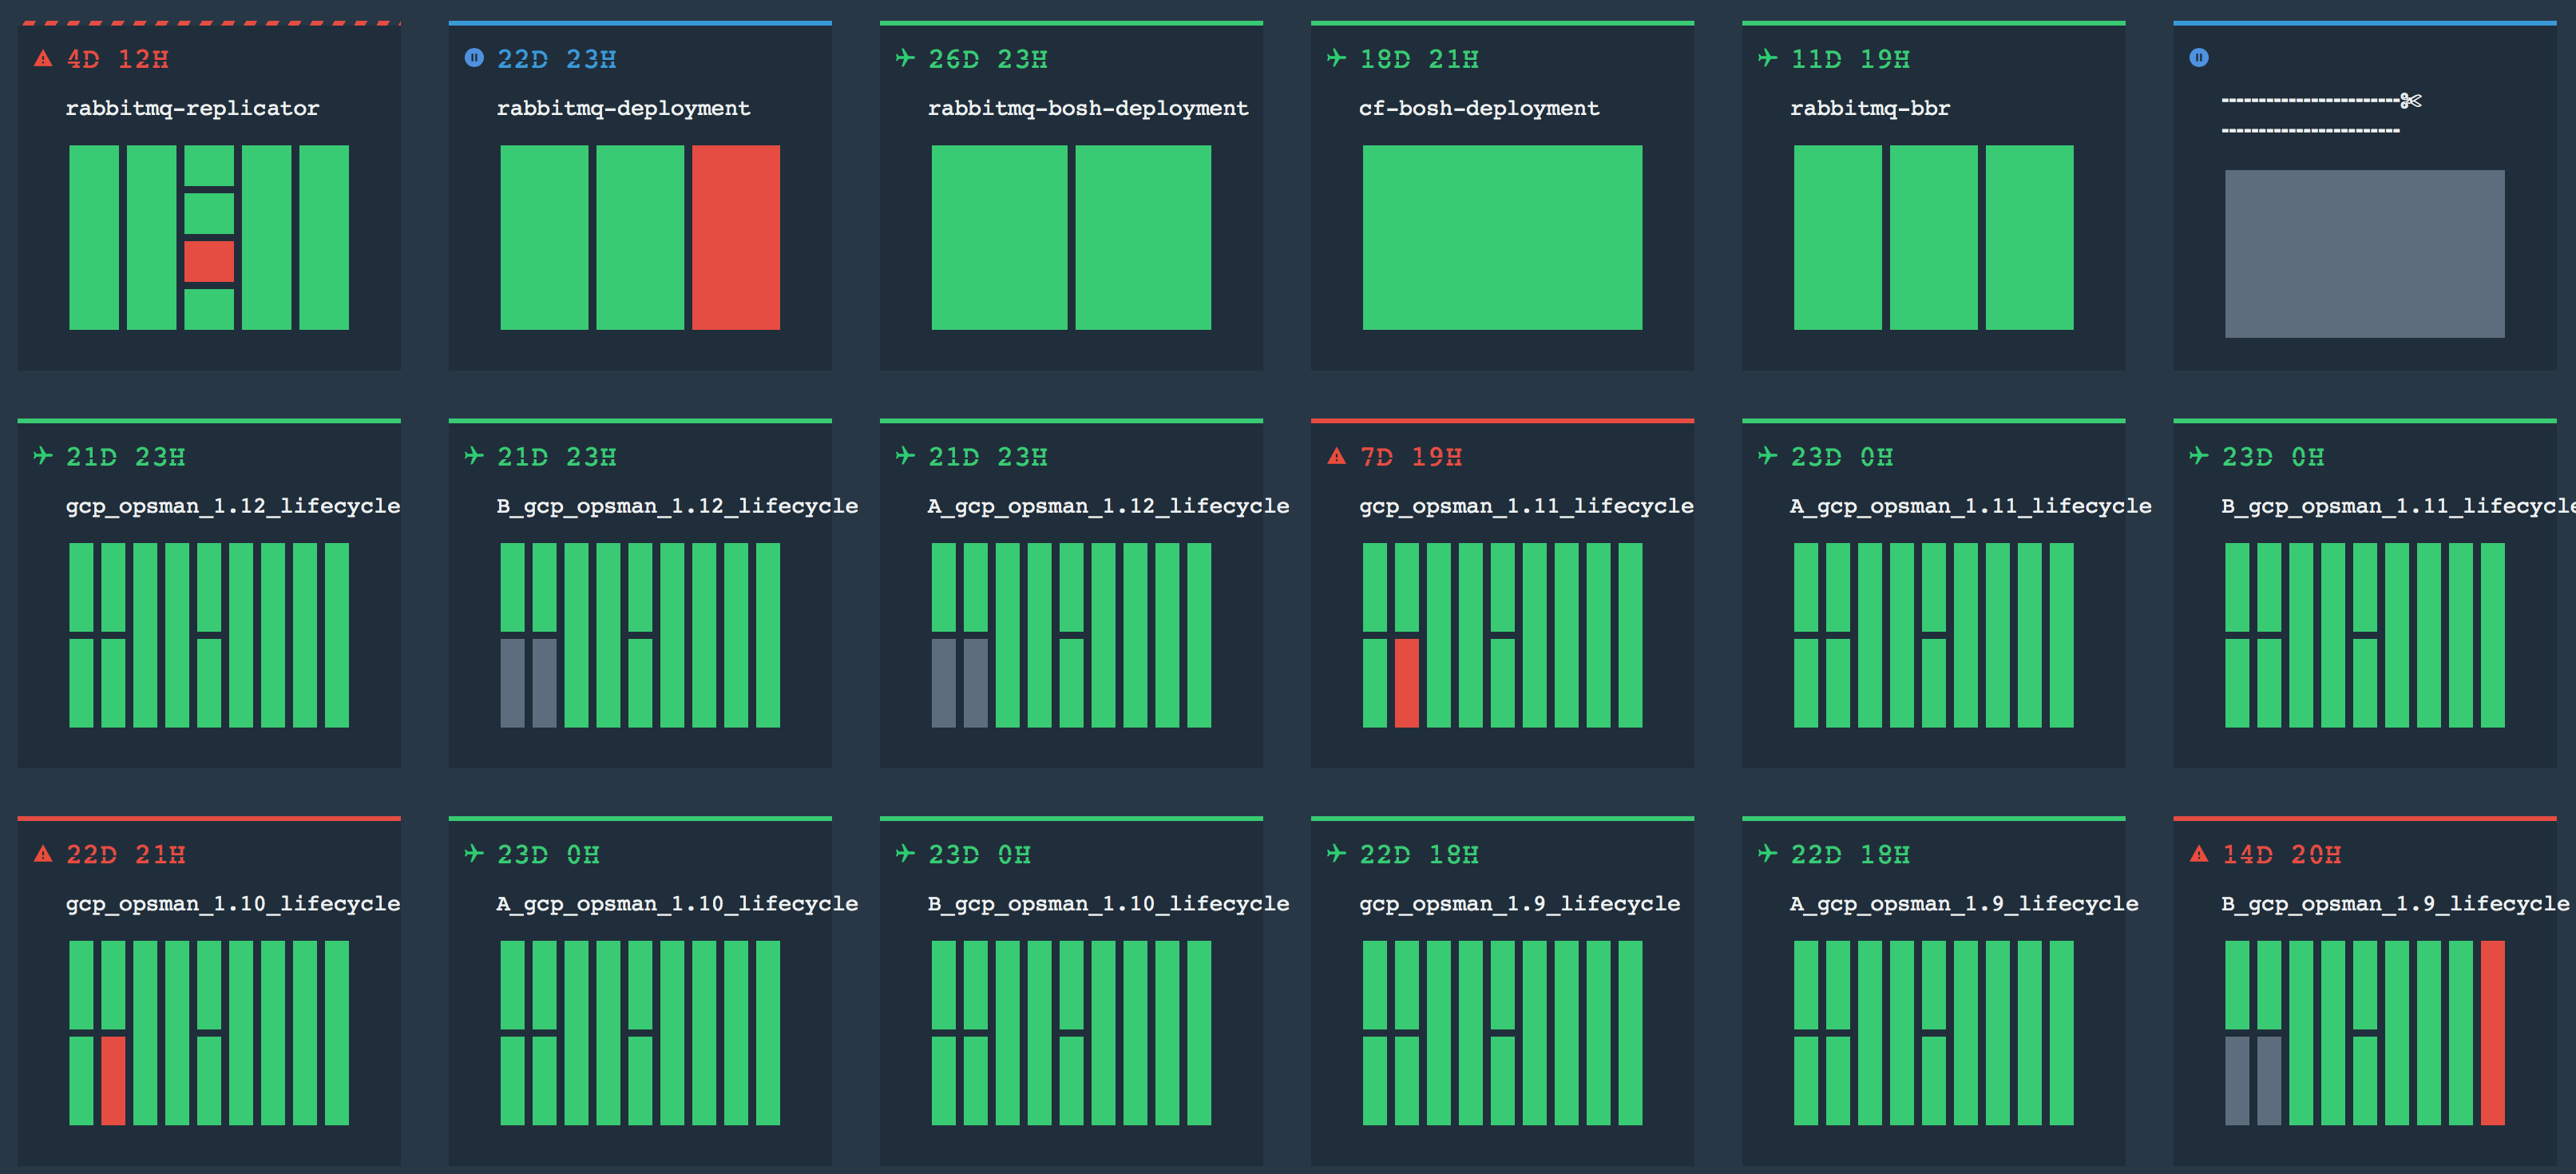 4D 12H
rabbitmq-replicator
22D 23H
rabbitmq-deployment
26D 23H
rabbitmq-bosh-deployment
18D 21H
cf-bosh-deployment
11D 19H
rabbitmq-bbr
------------------------✂
------------------------
21D 23H
gcp_opsman_1.12_lifecycle
21D 23H
B_gcp_opsman_1.12_lifecycle
21D 23H
A_gcp_opsman_1.12_lifecycle
7D 19H
gcp_opsman_1.11_lifecycle
23D 0H
A_gcp_opsman_1.11_lifecycle
23D 0H
B_gcp_opsman_1.11_lifecycle
22D 21H
gcp_opsman_1.10_lifecycle
23D 0H
A_gcp_opsman_1.10_lifecycle
23D 0H
B_gcp_opsman_1.10_lifecycle
22D 18H
gcp_opsman_1.9_lifecycle
22D 18H
A_gcp_opsman_1.9_lifecycle
14D 20H
B_gcp_opsman_1.9_lifecycle